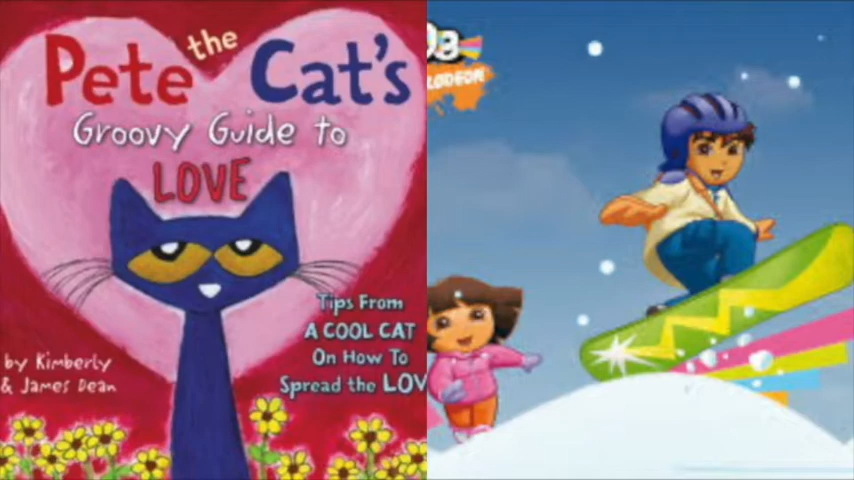 Pete the Cat's
Groovy Guide to
LOVE
Tips From
A COOL CAT
On How To
Spread the LOV
by Kimberly
& James Dean